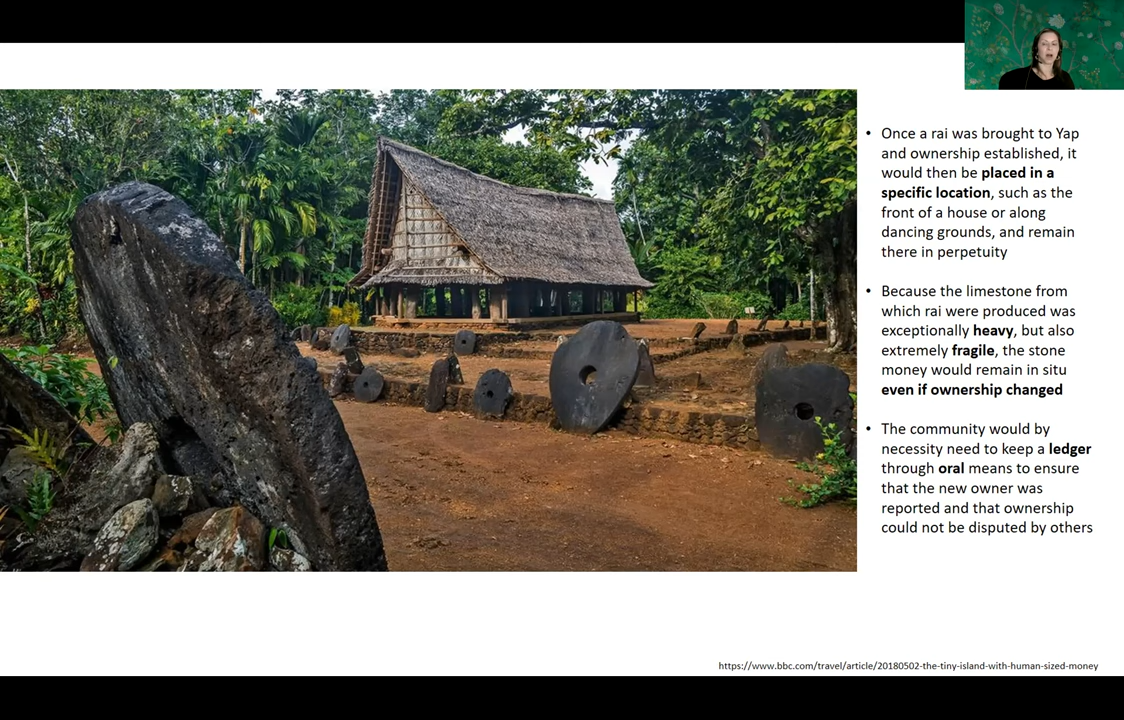 • Once a rai was brought to Yap
and ownership established, it
would then be placed in a
specific location, such as the
front of a house or along
dancing grounds, and remain
there in perpetuity
• Because the limestone from
which rai were produced was
exceptionally heavy, but also
extremely fragile, the stone
money would remain in situ
even if ownership changed
• The community would by
necessity need to keep a ledger
through oral means to ensure
that the new owner was
reported and that ownership
could not be disputed by others
https://www.bbc.com/travel/article/20180502-the-tiny-island-with-human-sized-money